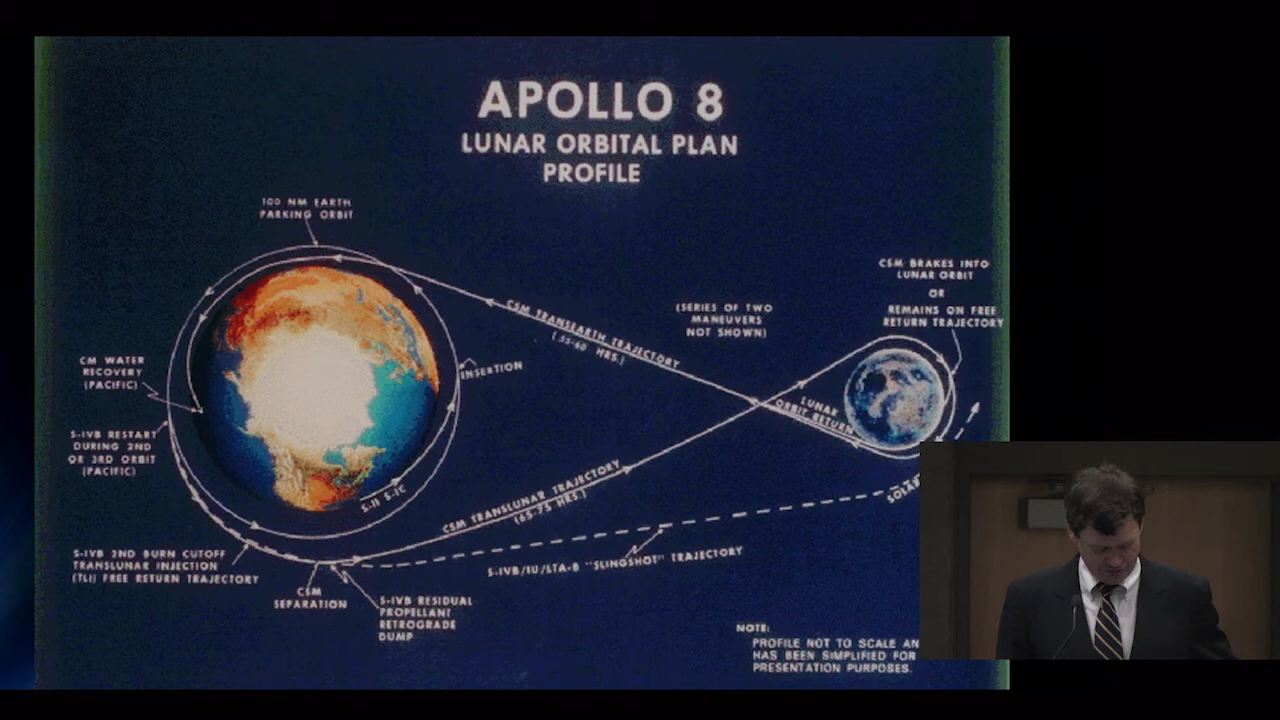 APOLLO 8
LUNAR ORBITAL PLAN
PROFILE
100 NM EARTH
PARKING ORBIT
CSM BRAKES INTO
LUNAR ORBIT
OR
REMAINS ON FREE
RETURN TRAJECTORY
(SERIES OF TWO
MANEUVERS
NOT SHOWN)
CSM TRANSEARTH TRAJECTORY
(55-60 HRS.)
CM WATER
RECOVERY
(PACIFIC)
INSERTION
LUNAR
ORBIT RETURN
S-IVB RESTART
DURING 2ND
OR 3RD ORBIT
(PACIFIC)
S-II S-IC
CSM TRANSLUNAR TRAJECTORY
(65-75 HRS.)
SOLAR
S-IVB 2ND BURN CUTOFF
TRANSLUNAR INJECTION
(TLI) FREE RETURN TRAJECTORY
S-IVB/IU/LTA-B "SLINGSHOT" TRAJECTORY
CSM
SEPARATION
S-IVB RESIDUAL
PROPELLANT
RETROGRADE
DUMP
NOTE:
PROFILE NOT TO SCALE AN
HAS BEEN SIMPLIFIED FOR
PRESENTATION PURPOSES.